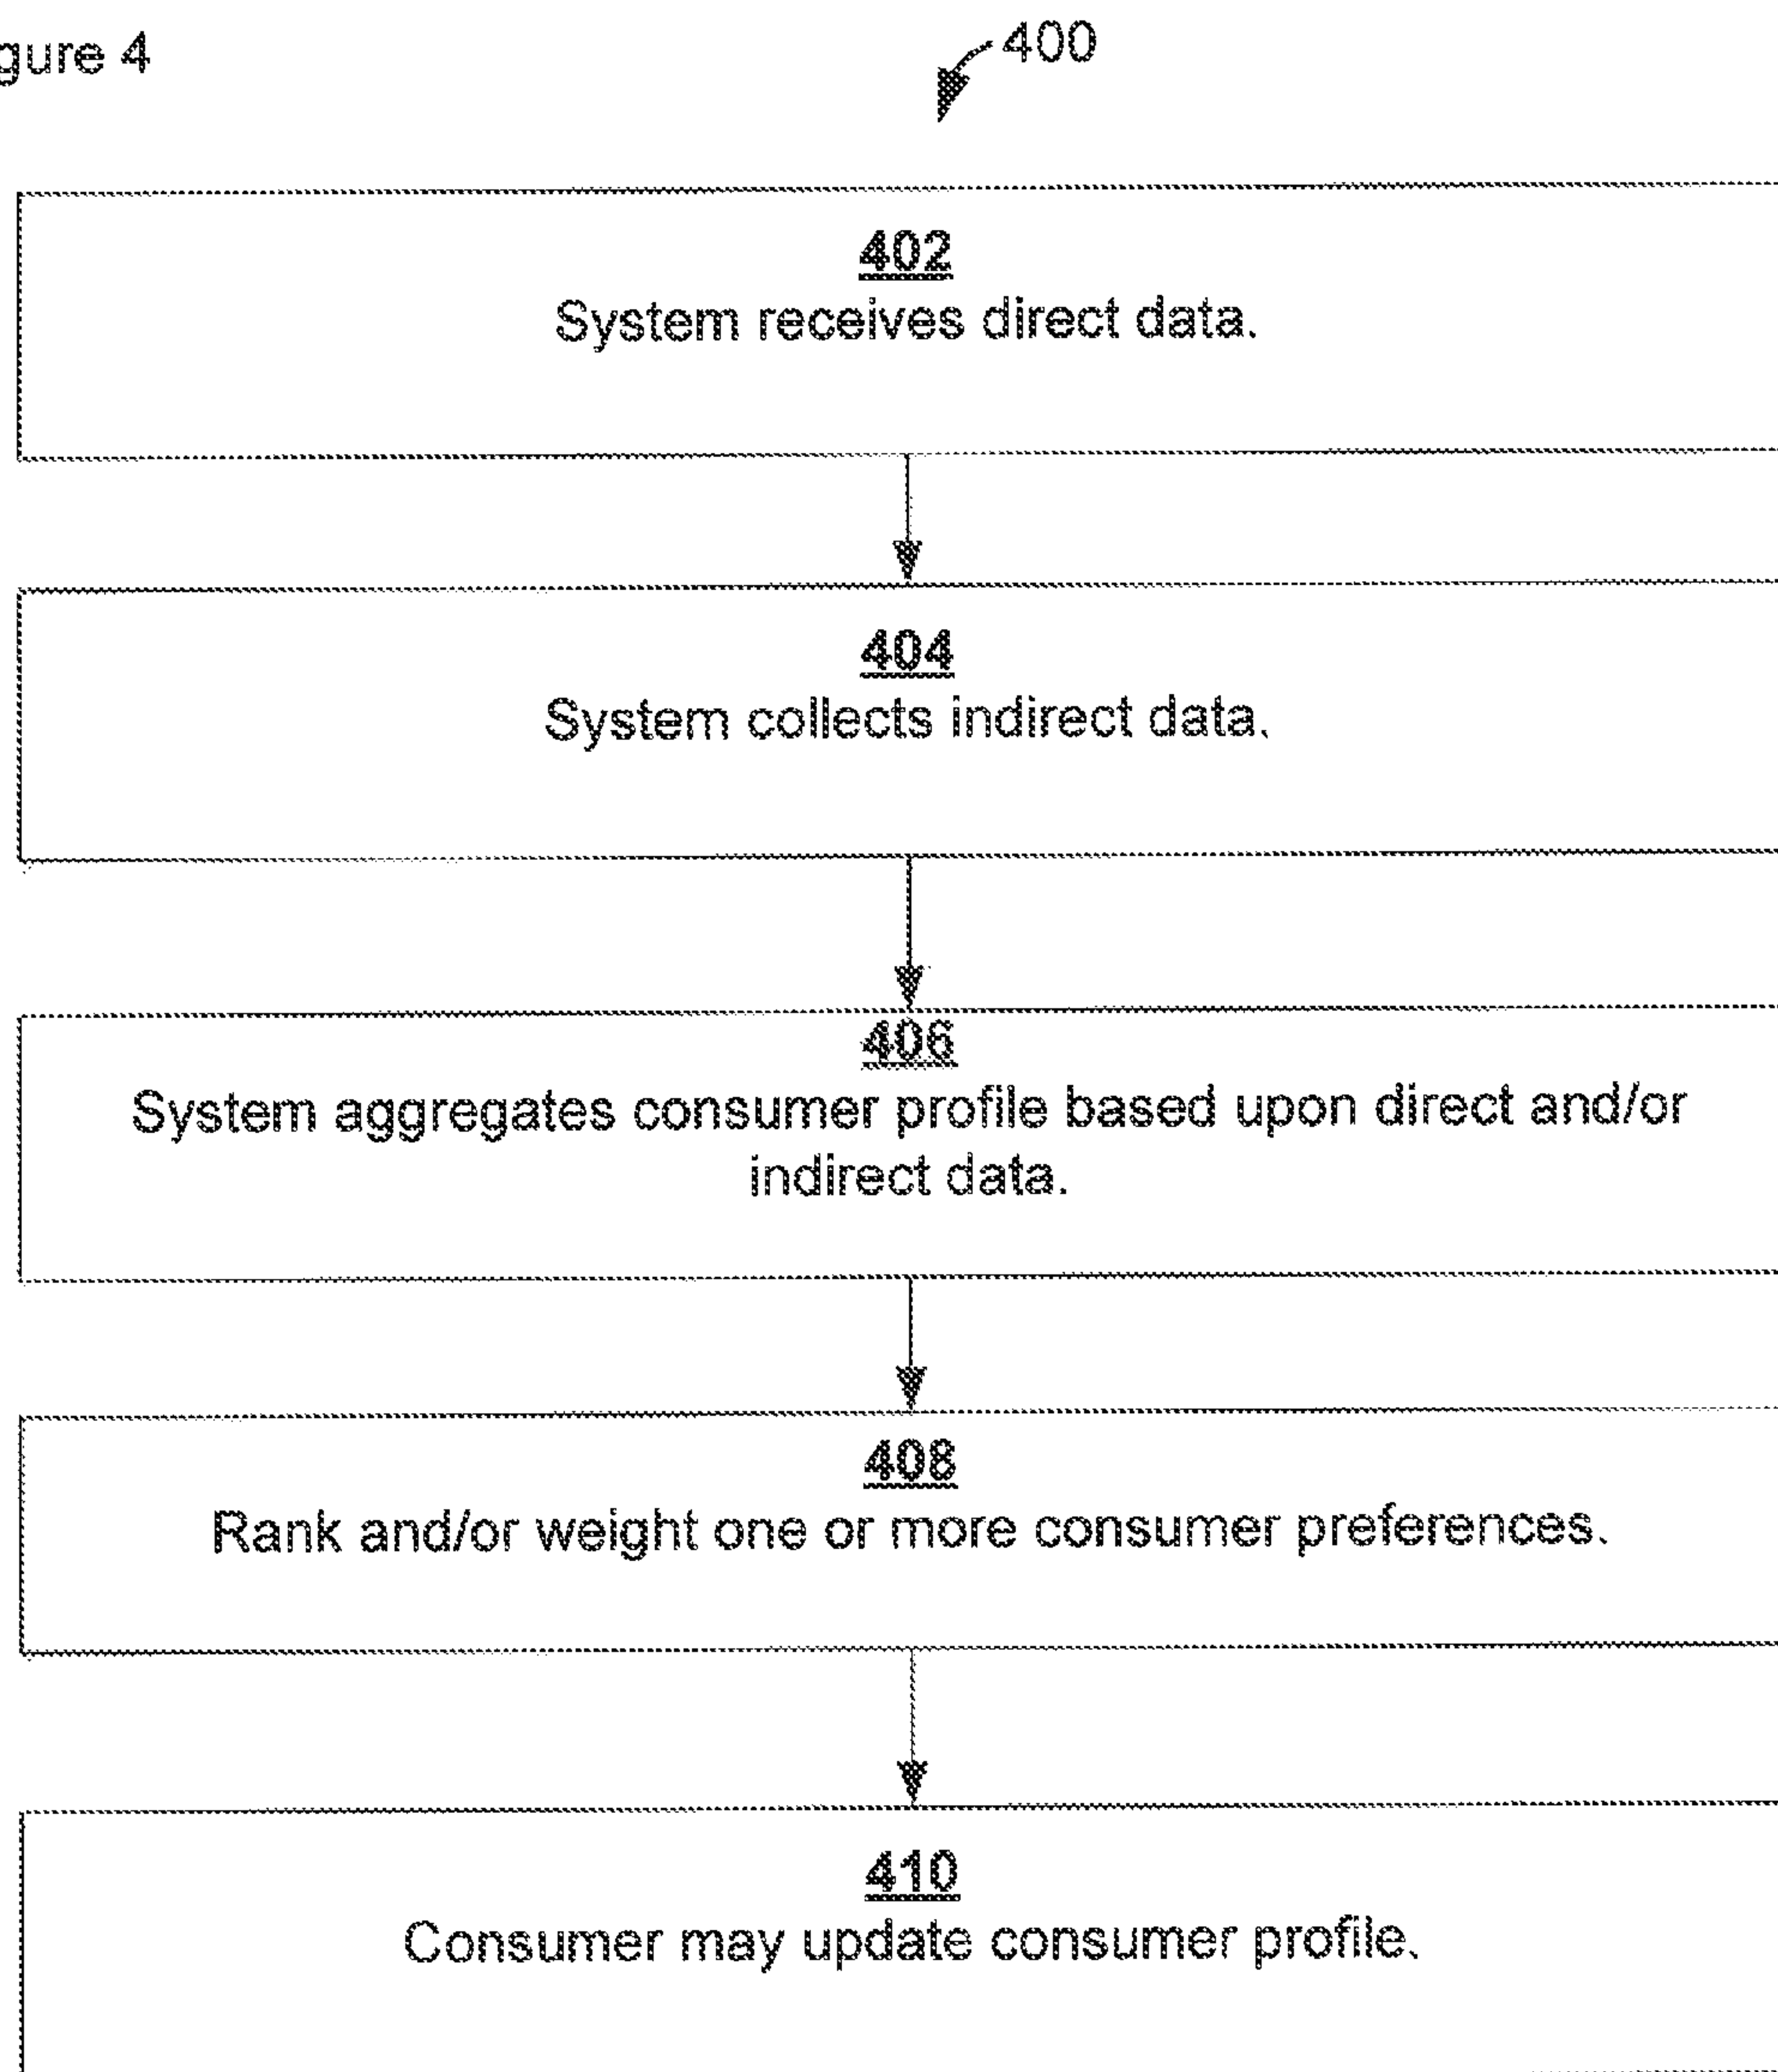 gure 4
400
402
System receives direct data.
404
System collects indirect data.
406
System aggregates consumer profile based upon direct and/or
indirect data.
408
Rank and/or weight one or more consumer preferences.
410
Consumer may update consumer profile.